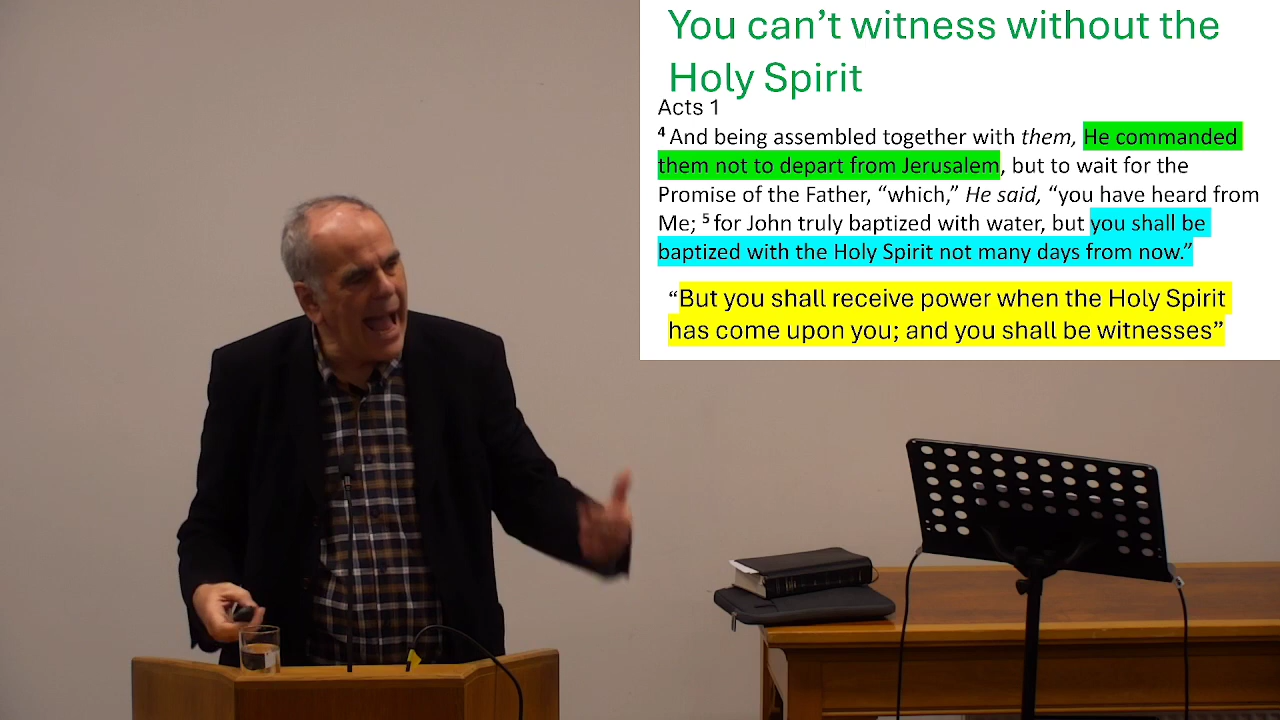 You can’t witness without the
Holy Spirit
Acts 1
⁴ And being assembled together with them, He commanded
them not to depart from Jerusalem, but to wait for the
Promise of the Father, “which,” He said, “you have heard from
Me; ⁵ for John truly baptized with water, but you shall be
baptized with the Holy Spirit not many days from now.”
“But you shall receive power when the Holy Spirit
has come upon you; and you shall be witnesses”